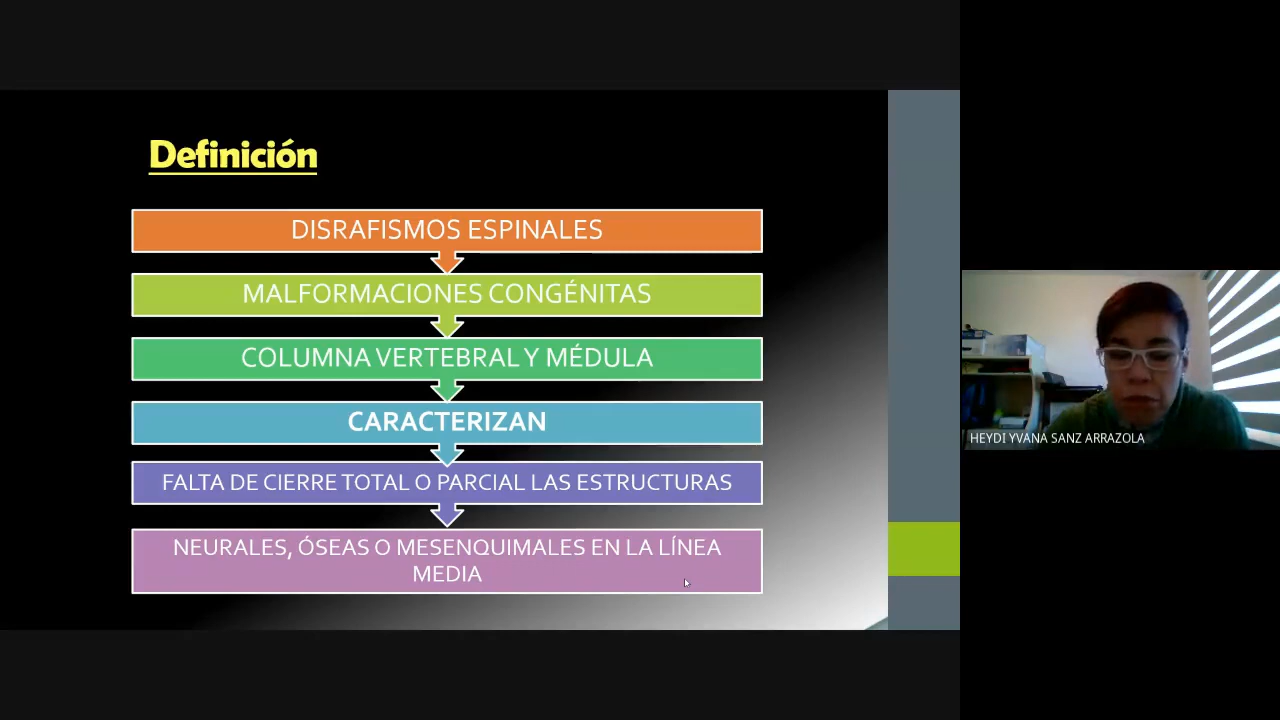 Definición
DISRAFISMOS ESPINALES
MALFORMACIONES CONGÉNITAS
COLUMNA VERTEBRAL Y MÉDULA
CARACTERIZAN
FALTA DE CIERRE TOTAL O PARCIAL LAS ESTRUCTURAS
NEURALES, ÓSEAS O MESENQUIMALES EN LA LÍNEA
MEDIA
HEYDI YVANA SANZ ARRAZOLA